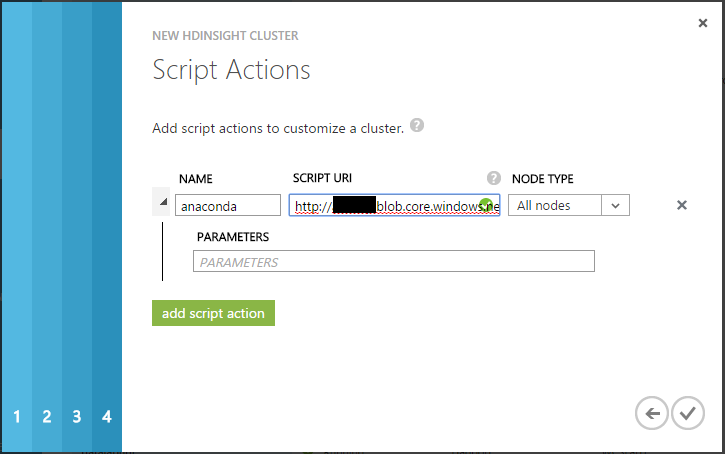 NEW HDINSIGHT CLUSTER
Script Actions
Add script actions to customize a cluster. ?
NAME SCRIPT URI ? NODE TYPE
anaconda http:// blob.core.windows.ne All nodes
PARAMETERS
PARAMETERS
add script action
1 2 3 4